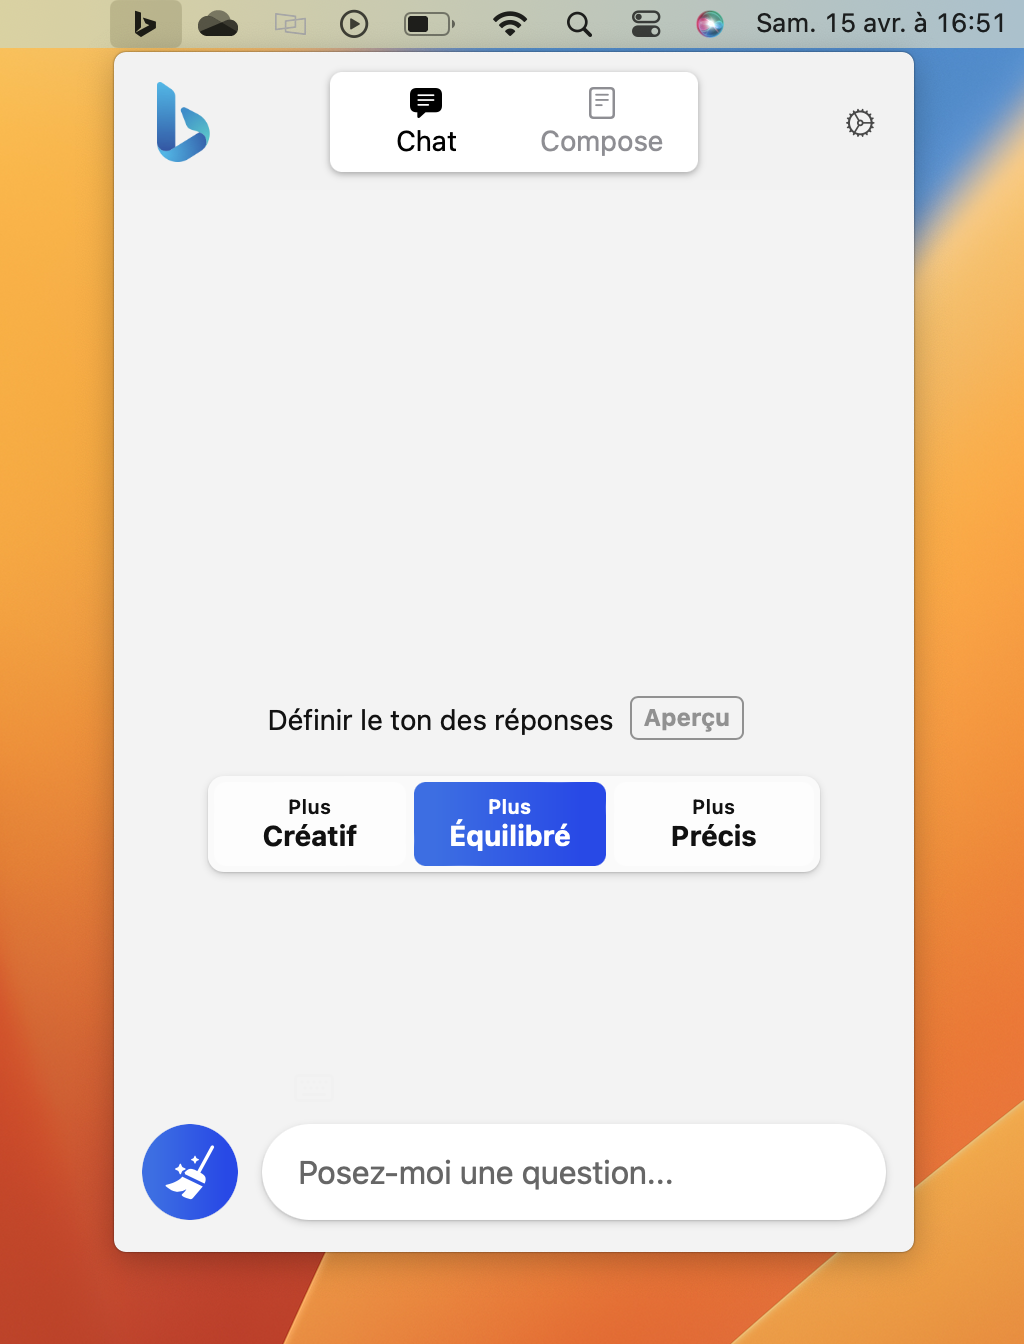 Sam. 15 avr. à 16:51
Chat
Compose
Définir le ton des réponses
Aperçu
Plus
Créatif
Plus
Équilibré
Plus
Précis
Posez-moi une question...